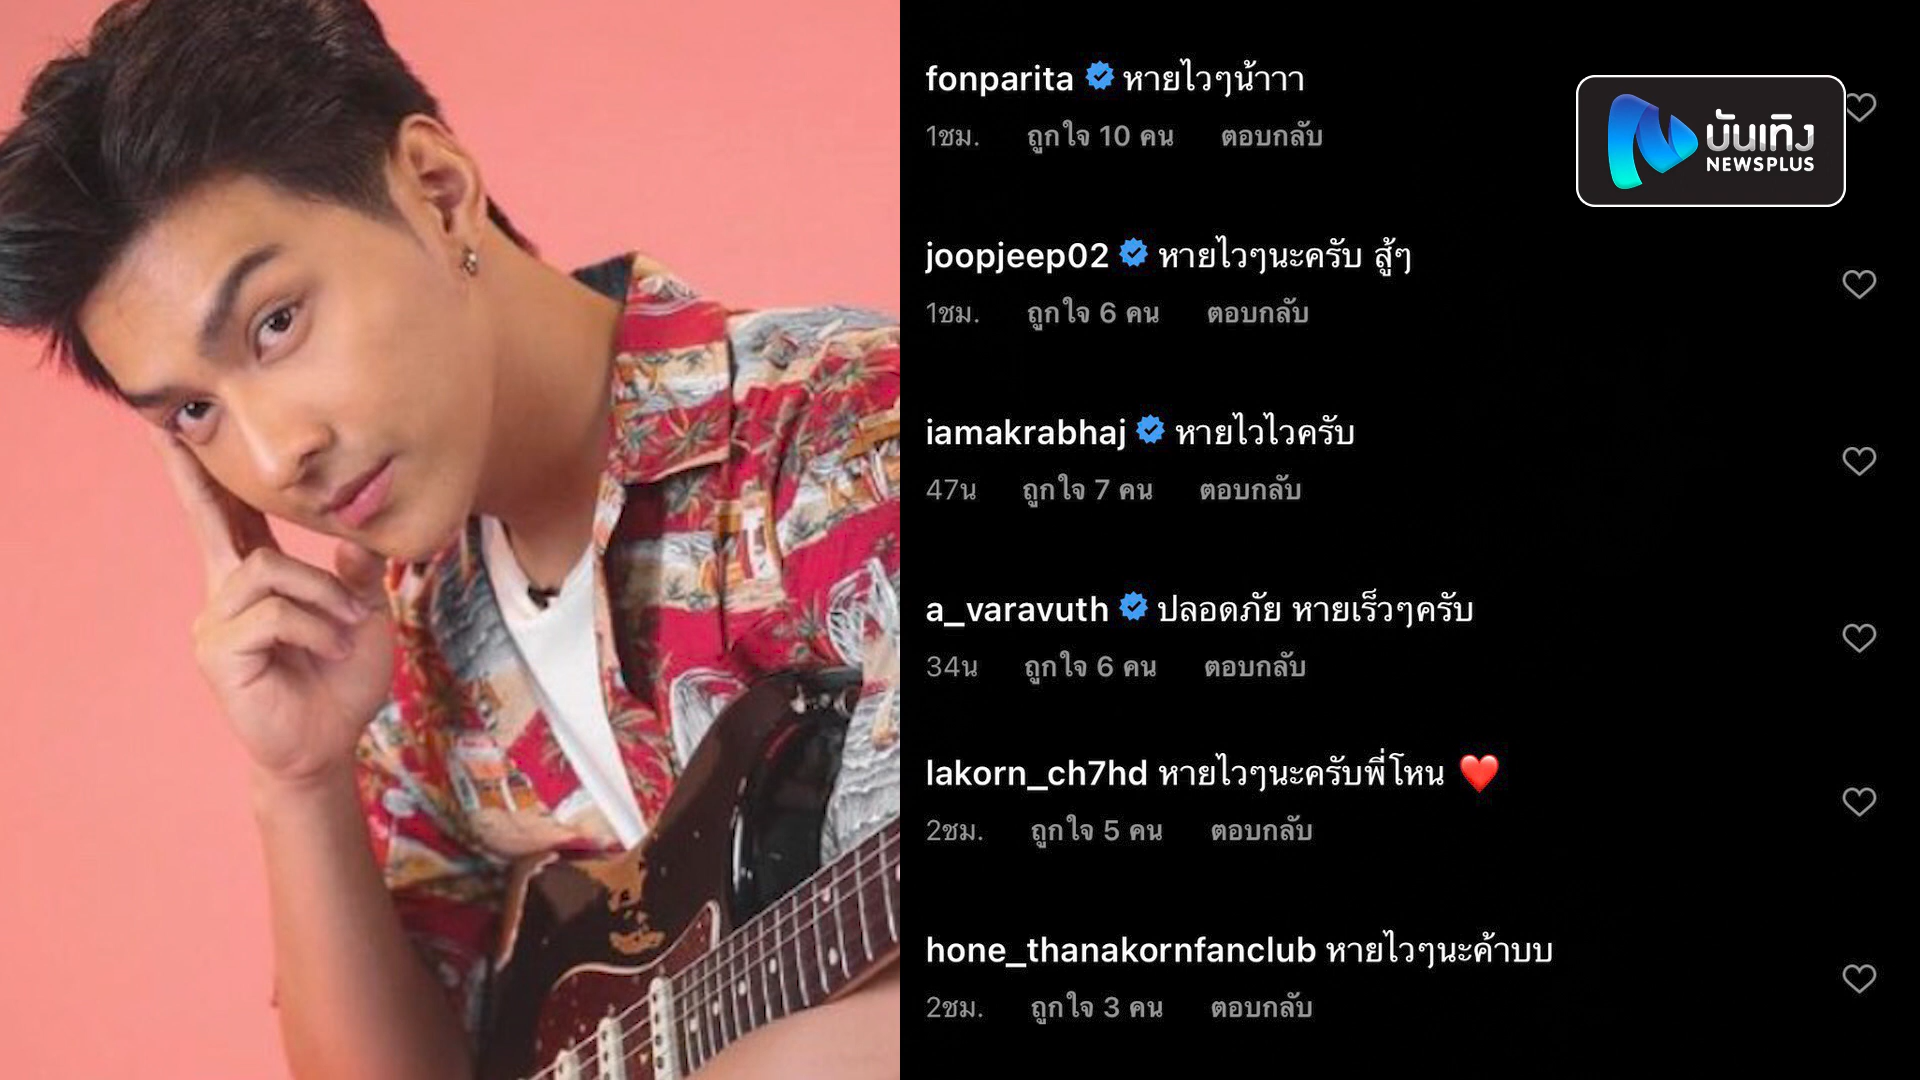 fonparita หายไวๆน้าาา
1ชม. ถูกใจ 10 คน ตอบกลับ
บันเทิง
NEWSPLUS
joopjeep02 หายไวๆนะครับ สู้ๆ
1ชม. ถูกใจ 6 คน ตอบกลับ
iamakrabhaj หายไวไวครับ
47น ถูกใจ 7 คน ตอบกลับ
a_varavuth ปลอดภัย หายเร็วๆครับ
34น ถูกใจ 6 คน ตอบกลับ
lakorn_ch7hd หายไวๆนะครับพี่โหน ❤️
2ชม. ถูกใจ 5 คน ตอบกลับ
hone_thanakornfanclub หายไวๆนะค้าบบ
2ชม. ถูกใจ 3 คน ตอบกลับ